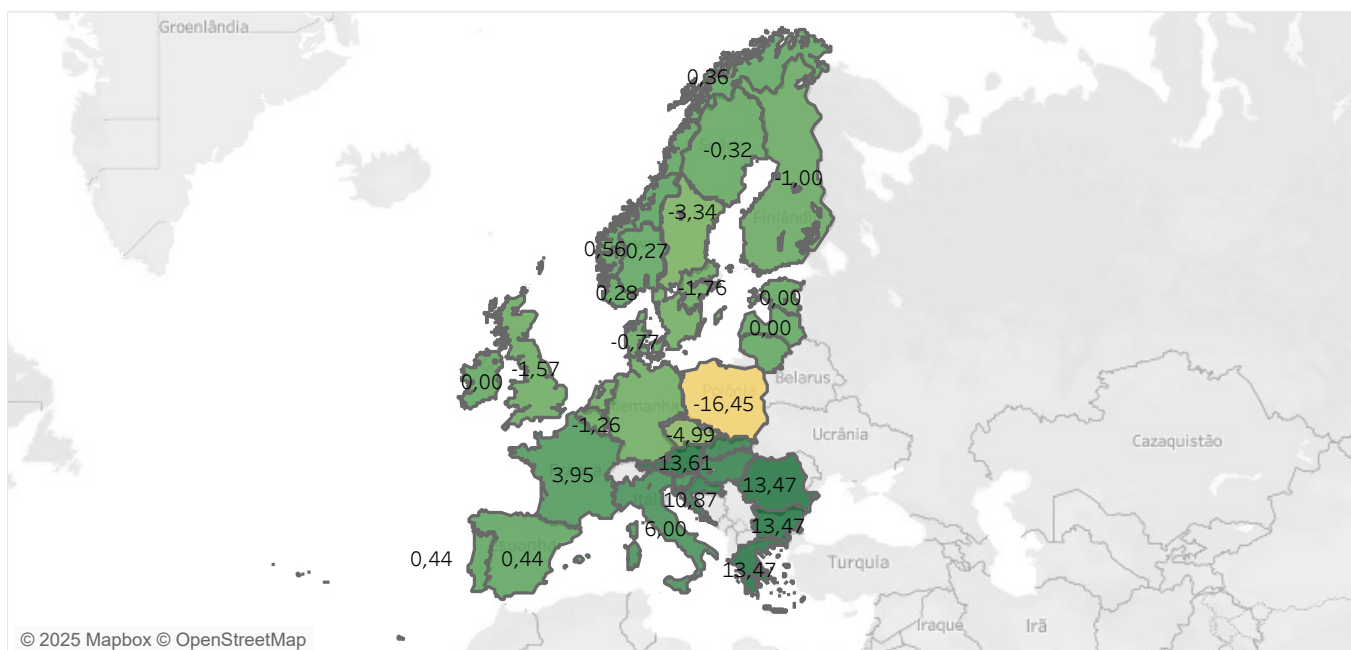 Groenlândia
0,36
-0,32
-1,00
-3,34
Finlândia
0,56
0,27
0,28
-1,76
0,00
0,00
-0,77
-1,57
0,00
Belarus
Polônia
-16,45
Alemanha
-1,26
-4,99
Ucrânia
Cazaquistão
13,61
3,95
13,47
Itália
10,87
6,00
13,47
Espanha
0,44
0,44
13,47
Turquia
Iraque
Irã
© 2025 Mapbox © OpenStreetMap